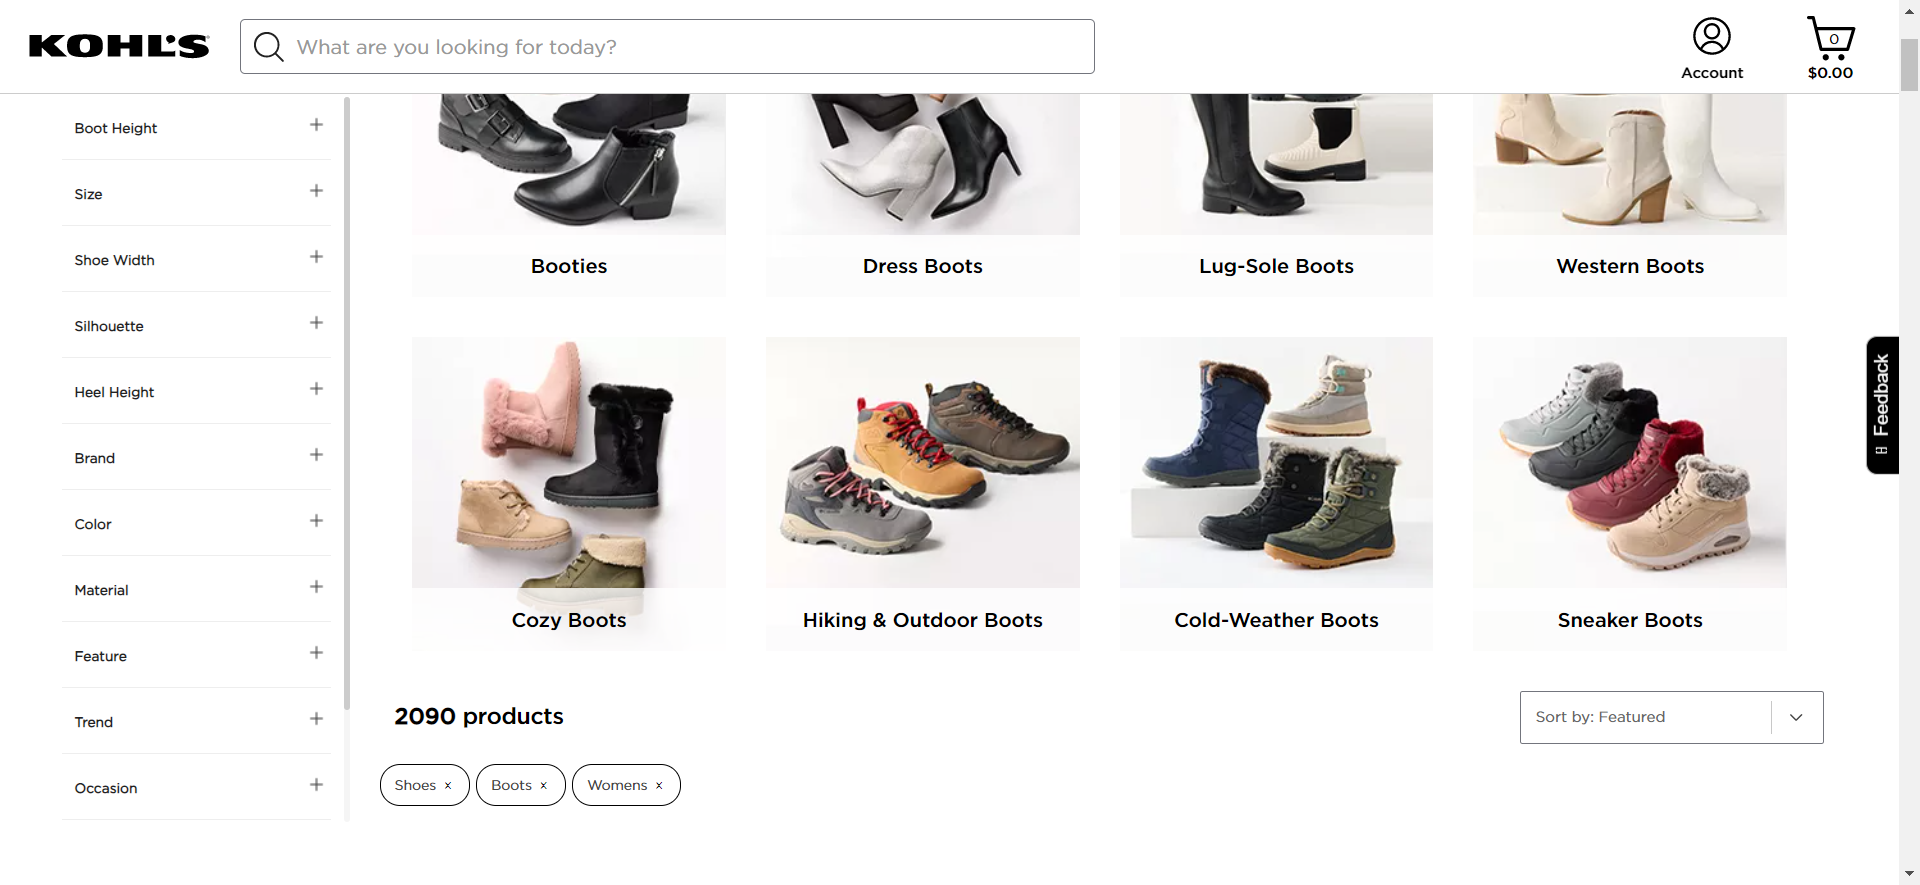 KOHL'S
What are you looking for today?
Account
0
$0.00
Boot Height
Size
Shoe Width
Silhouette
Heel Height
Brand
Color
Material
Feature
Trend
Occasion
Booties
Dress Boots
Lug-Sole Boots
Western Boots
Cozy Boots
Hiking & Outdoor Boots
Cold-Weather Boots
Sneaker Boots
Feedback
2090 products
Sort by: Featured
Shoes x
Boots x
Womens x